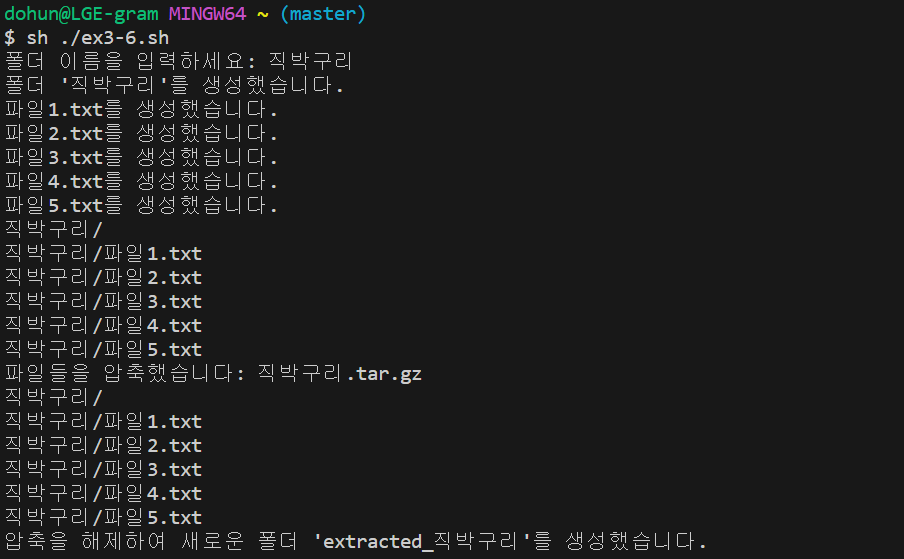 dohun@LGE-gram MINGW64 ~ (master)
$ sh ./ex3-6.sh
폴더 이름을 입력하세요: 직박구리
폴더 '직박구리'를 생성했습니다.
파일1.txt를 생성했습니다.
파일2.txt를 생성했습니다.
파일3.txt를 생성했습니다.
파일4.txt를 생성했습니다.
파일5.txt를 생성했습니다.
직박구리/
직박구리/파일1.txt
직박구리/파일2.txt
직박구리/파일3.txt
직박구리/파일4.txt
직박구리/파일5.txt
파일들을 압축했습니다: 직박구리.tar.gz
직박구리/
직박구리/파일1.txt
직박구리/파일2.txt
직박구리/파일3.txt
직박구리/파일4.txt
직박구리/파일5.txt
압축을 해제하여 새로운 폴더 'extracted_직박구리'를 생성했습니다.